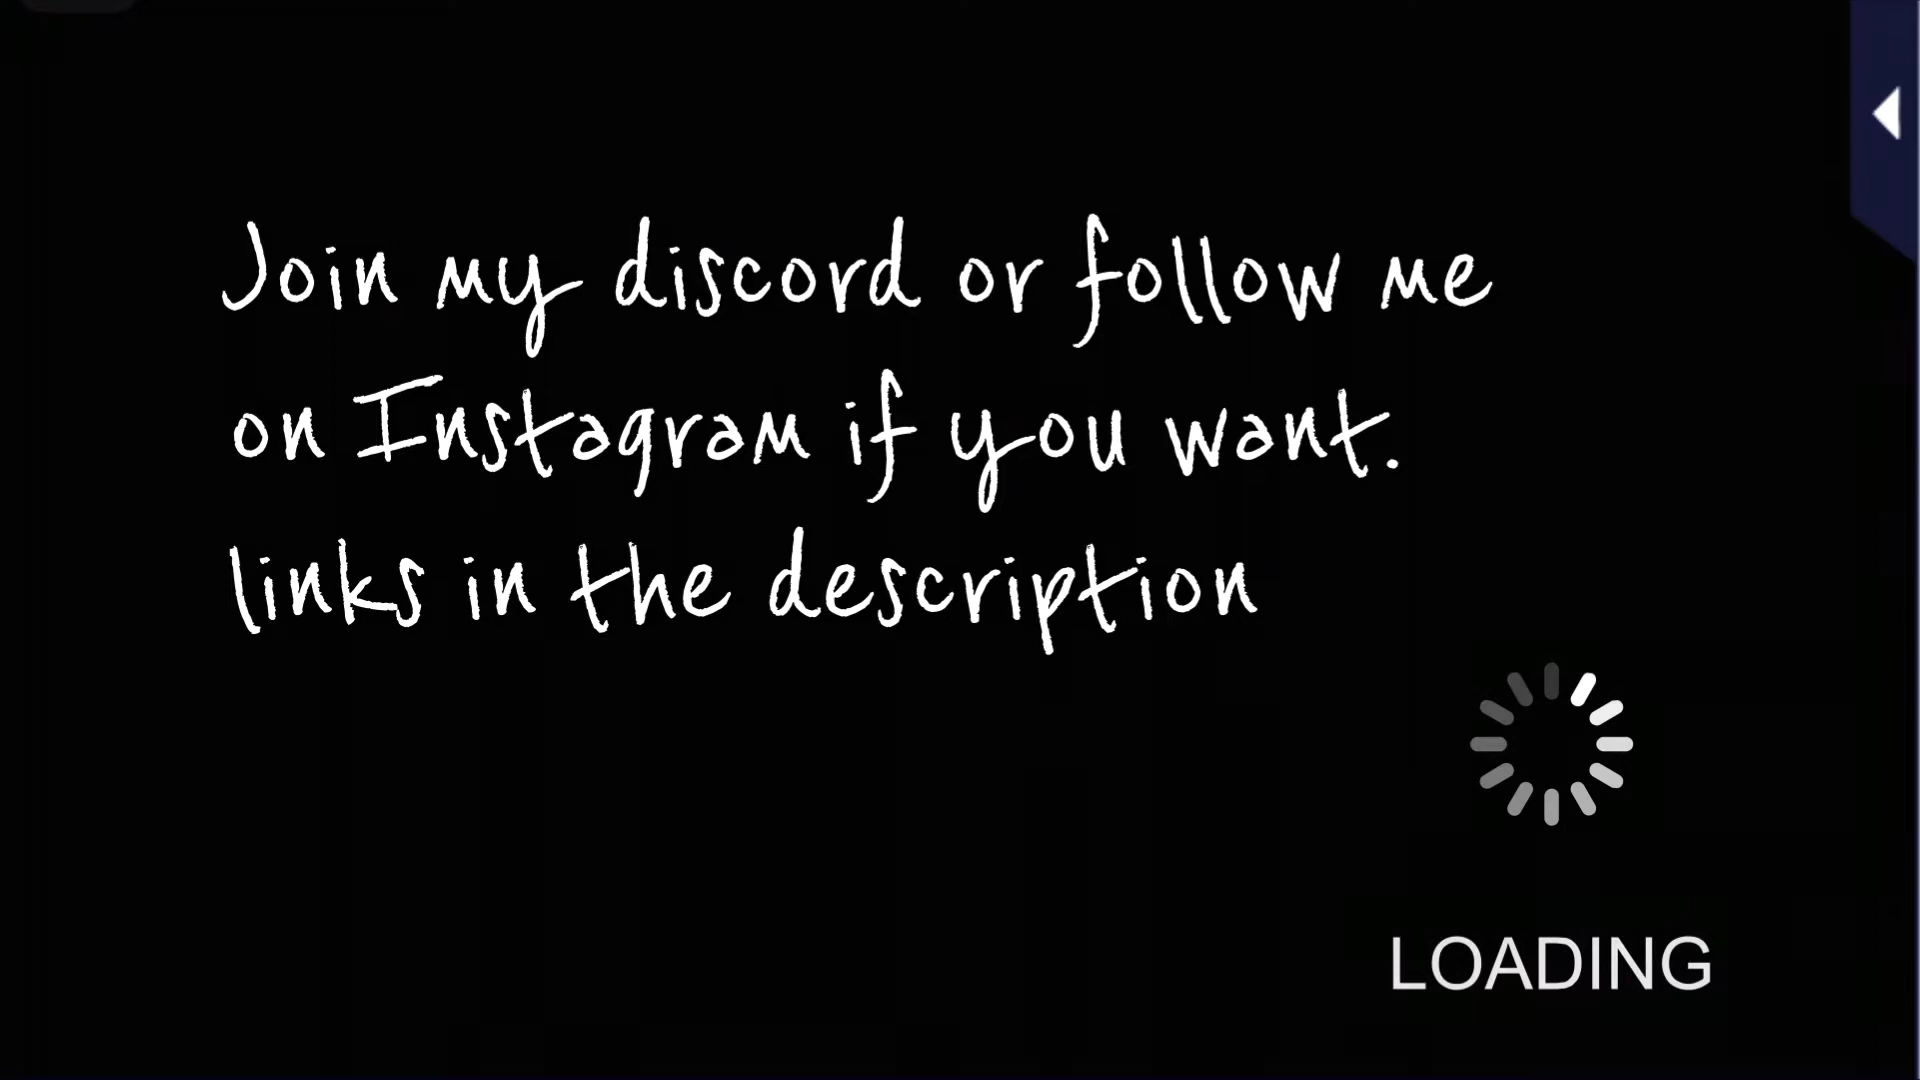 Join my discord or follow me
on Instagram if you want.
links in the description
LOADING